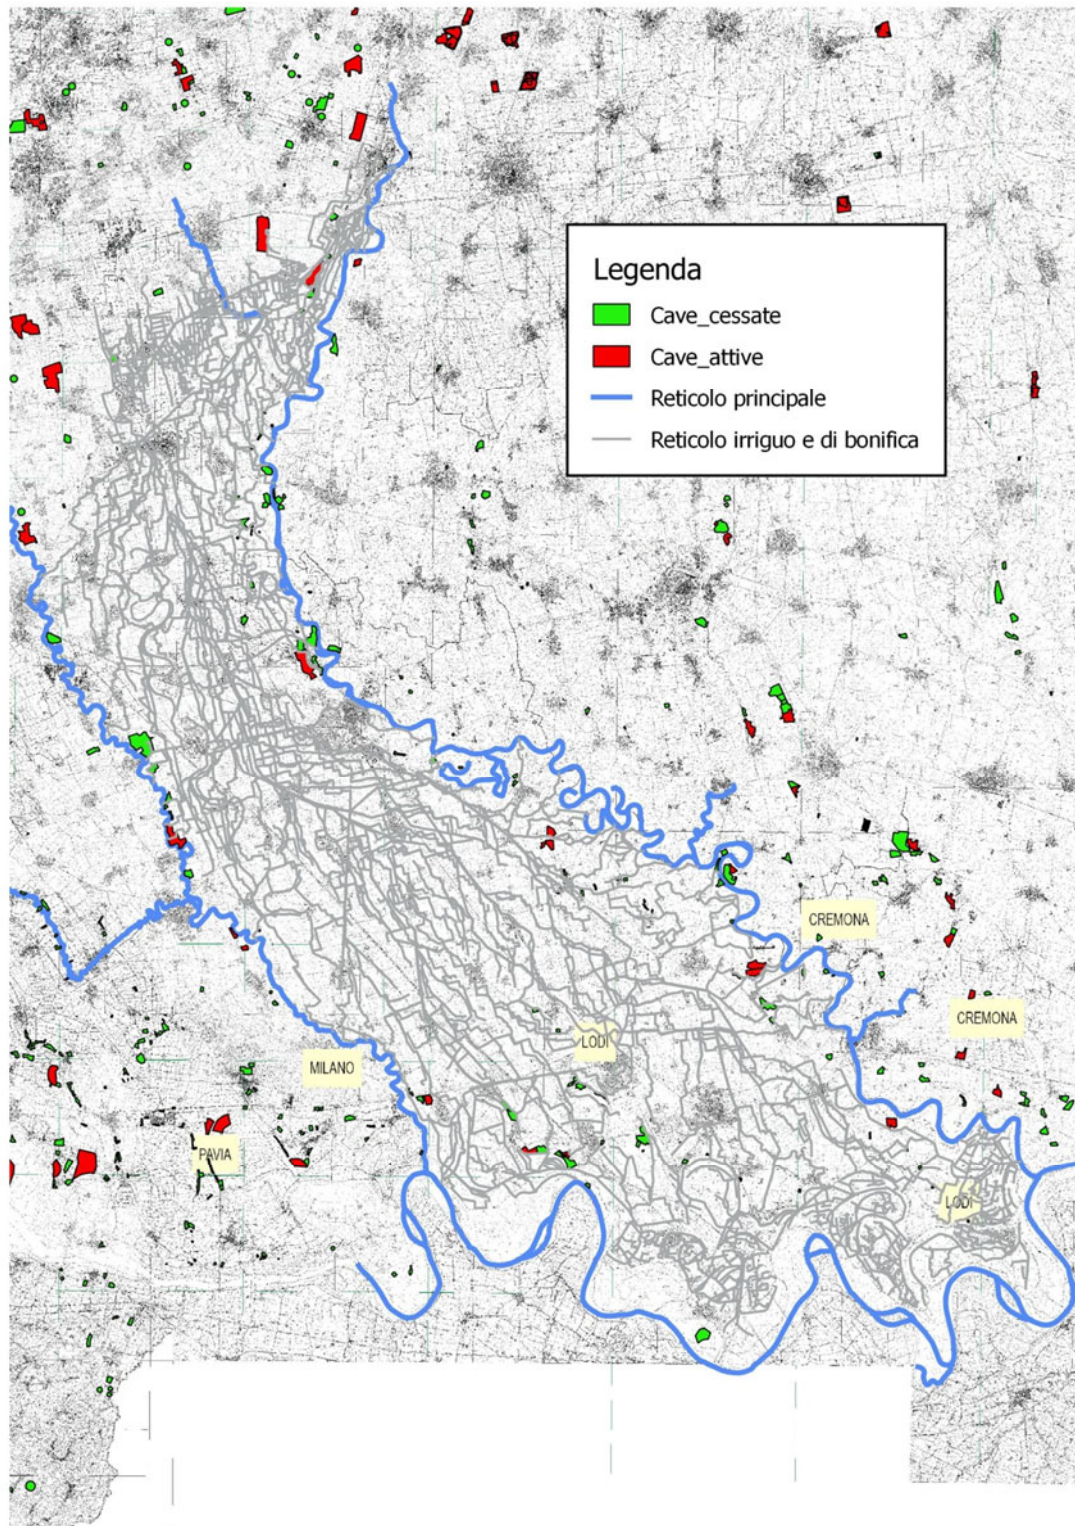 Legenda
Cave_cessate
Cave_attive
Reticolo principale
Reticolo irriguo e di bonifica
CREMONA
CREMONA
LODI
MILANO
PAVIA
LODI